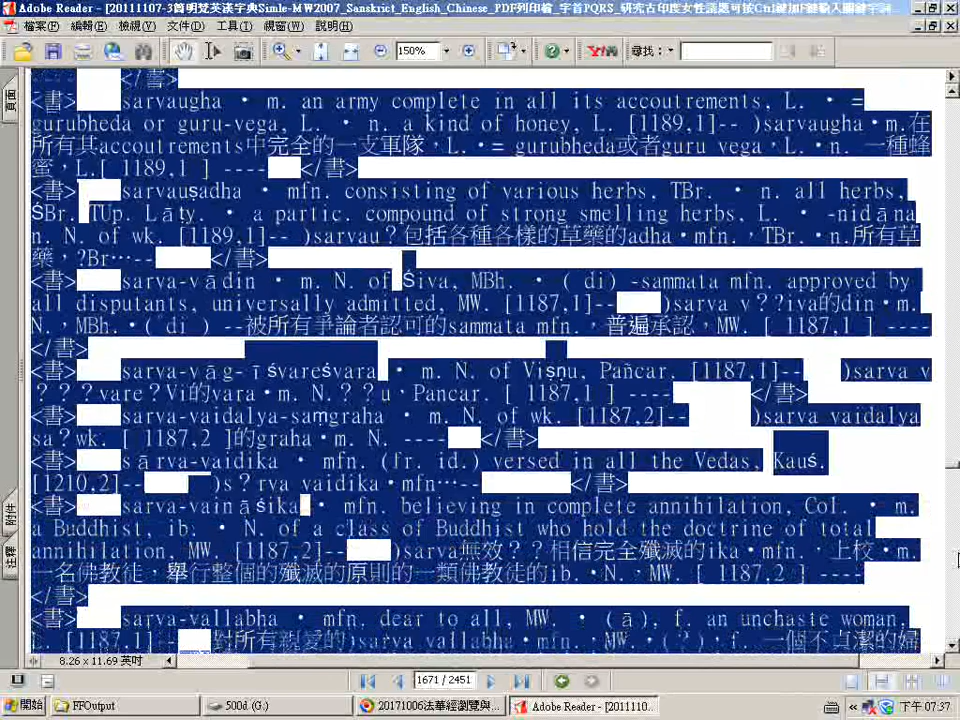 Adobe Reader - [20111107-3簡明梵英漢字典Simle-MW2007_Sanskrict_English_Chinese_PDF列印檔_字首PQRS_研究古印度女性議題可按Ctrl鍵加F鍵輸入關鍵字詞
檔案(F) 編輯(E) 檢視(V) 文件(D) 工具(T) 視窗(W) 說明(H)
150% Y! 尋找：
頁面
---- </書>
<書> sarvaugha • m. an army complete in all its accoutrements, L. • =
gurubheda or guru-vega, L. • n. a kind of honey, L. [1189,1]-- )sarvaugha•m.在
所有其accoutrements中完全的一支軍隊，L.•= gurubheda或者guru vega，L.•n. 一種蜂
蜜，L.[ 1189,1 ] ---- </書>
<書> sarvauṣadha • mfn. consisting of various herbs, TBr. • n. all herbs,
ŚBr. TUp. Lāṭy. • a partic. compound of strong smelling herbs, L. • -nidāna
n. N. of wk. [1189,1]-- )sarvau？包括各種各樣的草藥的adha•mfn.，TBr.•n.所有草
藥，?Br…-- </書>
<書> sarva-vādin • m. N. of Śiva, MBh. • ( di) -sammata mfn. approved by
all disputants, universally admitted, MW. [1187,1]-- )sarva v？?iva的din•m.
N.，MBh.•( di ) --被所有爭論者認可的sammata mfn.，普遍承認，MW. [ 1187,1 ] ----
</書>
<書> sarva-vāg-īśvareśvara • m. N. of Viṣṇu, Pañcar. [1187,1]-- )sarva v
？？？vare？Vi的vara•m. N.？？u，Pancar. [ 1187,1 ] ---- </書>
<書> sarva-vaidalya-saṃgraha • m. N. of wk. [1187,2]-- )sarva vaidalya
sa？wk. [ 1187,2 ]的graha•m. N. ---- </書>
<書> sārva-vaidika • mfn. (fr. id.) versed in all the Vedas, Kauś.
[1210,2]-- )s？rva vaidika•mfn…-- </書>
<書> sarva-vaināśika • mfn. believing in complete annihilation, Col. • m.
a Buddhist, ib. • N. of a class of Buddhist who hold the doctrine of total
annihilation, MW. [1187,2]-- )sarva無效？？相信完全殲滅的ika•mfn.，上校•m.
一名佛教徒，舉行整個的殲滅的原則的一類佛教徒的ib.•N.，MW. [ 1187,2 ] ----
</書>
<書> sarva-vallabha • mfn. dear to all, MW. • (ā), f. an unchaste woman,
L. [1187,1]-- 對所有親愛的)sarva vallabha•mfn.，MW.•(？)，f. 一個不貞潔的婦
附件
註釋
8.26 x 11.69 英吋
1671 / 2451
開始 FFOutput 500d (G:) 20171006法華經瀏覽與... Adobe Reader - [2011110... 下午 07:37